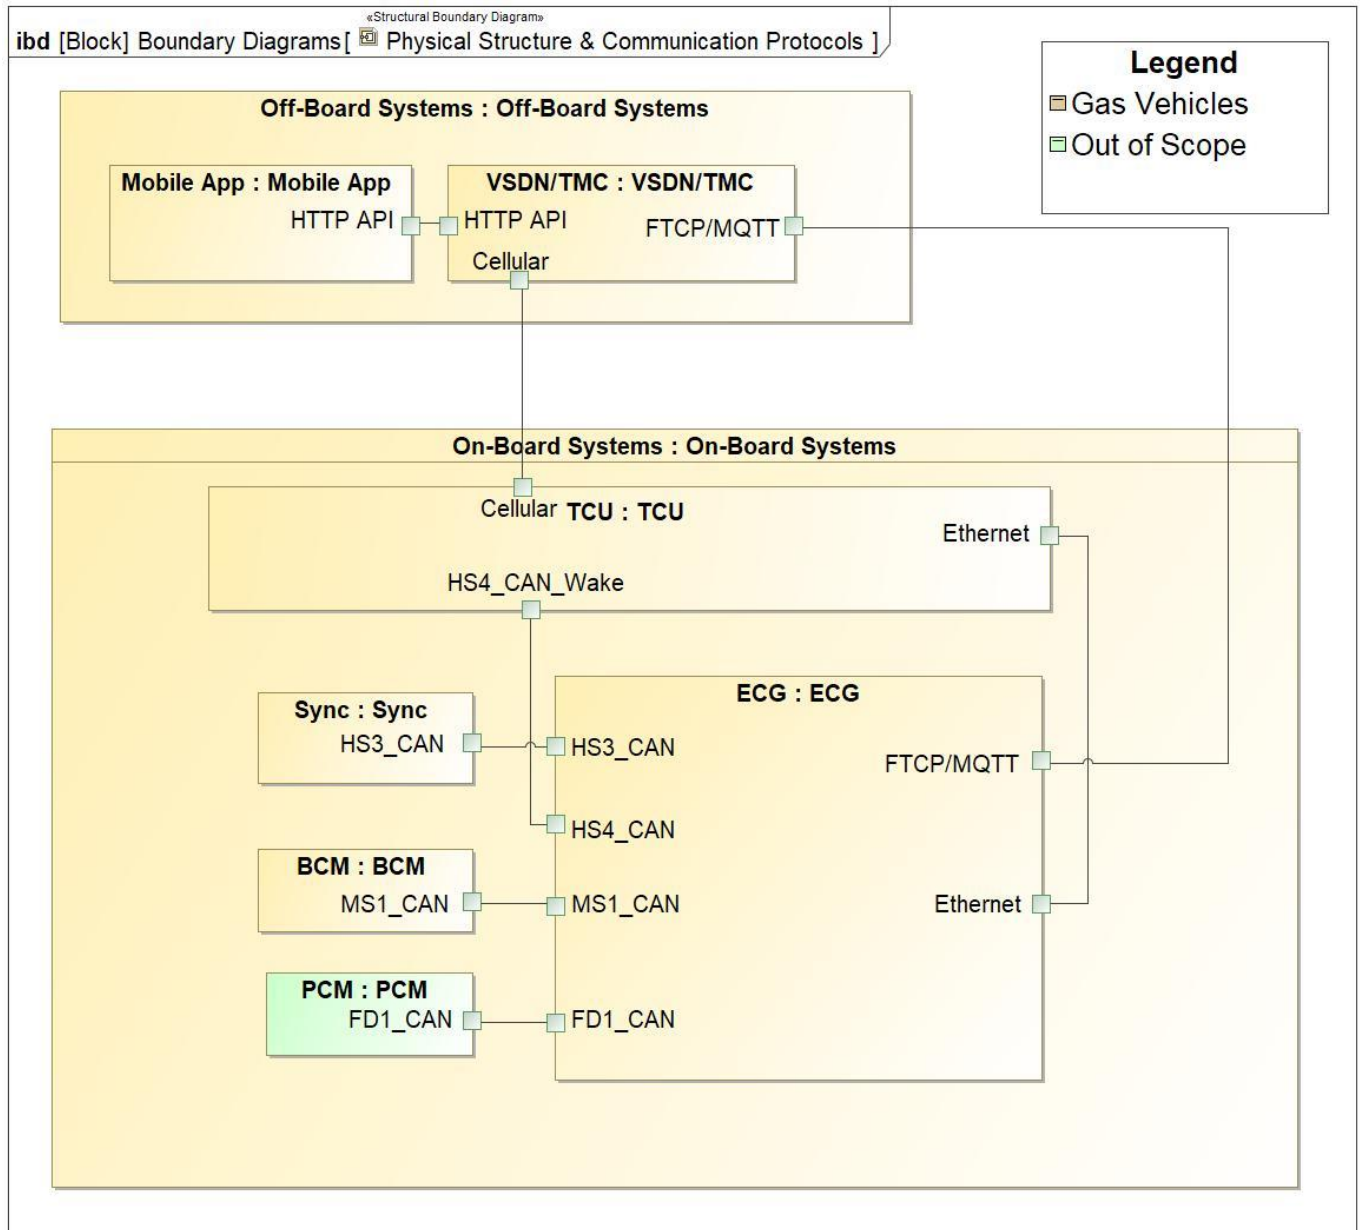 «Structural Boundary Diagram»
ibd [Block] Boundary Diagrams[ Physical Structure & Communication Protocols ]
Legend
Gas Vehicles
Out of Scope
Off-Board Systems : Off-Board Systems
Mobile App : Mobile App
HTTP API
VSDN/TMC : VSDN/TMC
HTTP API
FTCP/MQTT
Cellular
On-Board Systems : On-Board Systems
Cellular
TCU : TCU
Ethernet
HS4_CAN_Wake
Sync : Sync
HS3_CAN
ECG : ECG
HS3_CAN
FTCP/MQTT
HS4_CAN
BCM : BCM
MS1_CAN
MS1_CAN
Ethernet
PCM : PCM
FD1_CAN
FD1_CAN